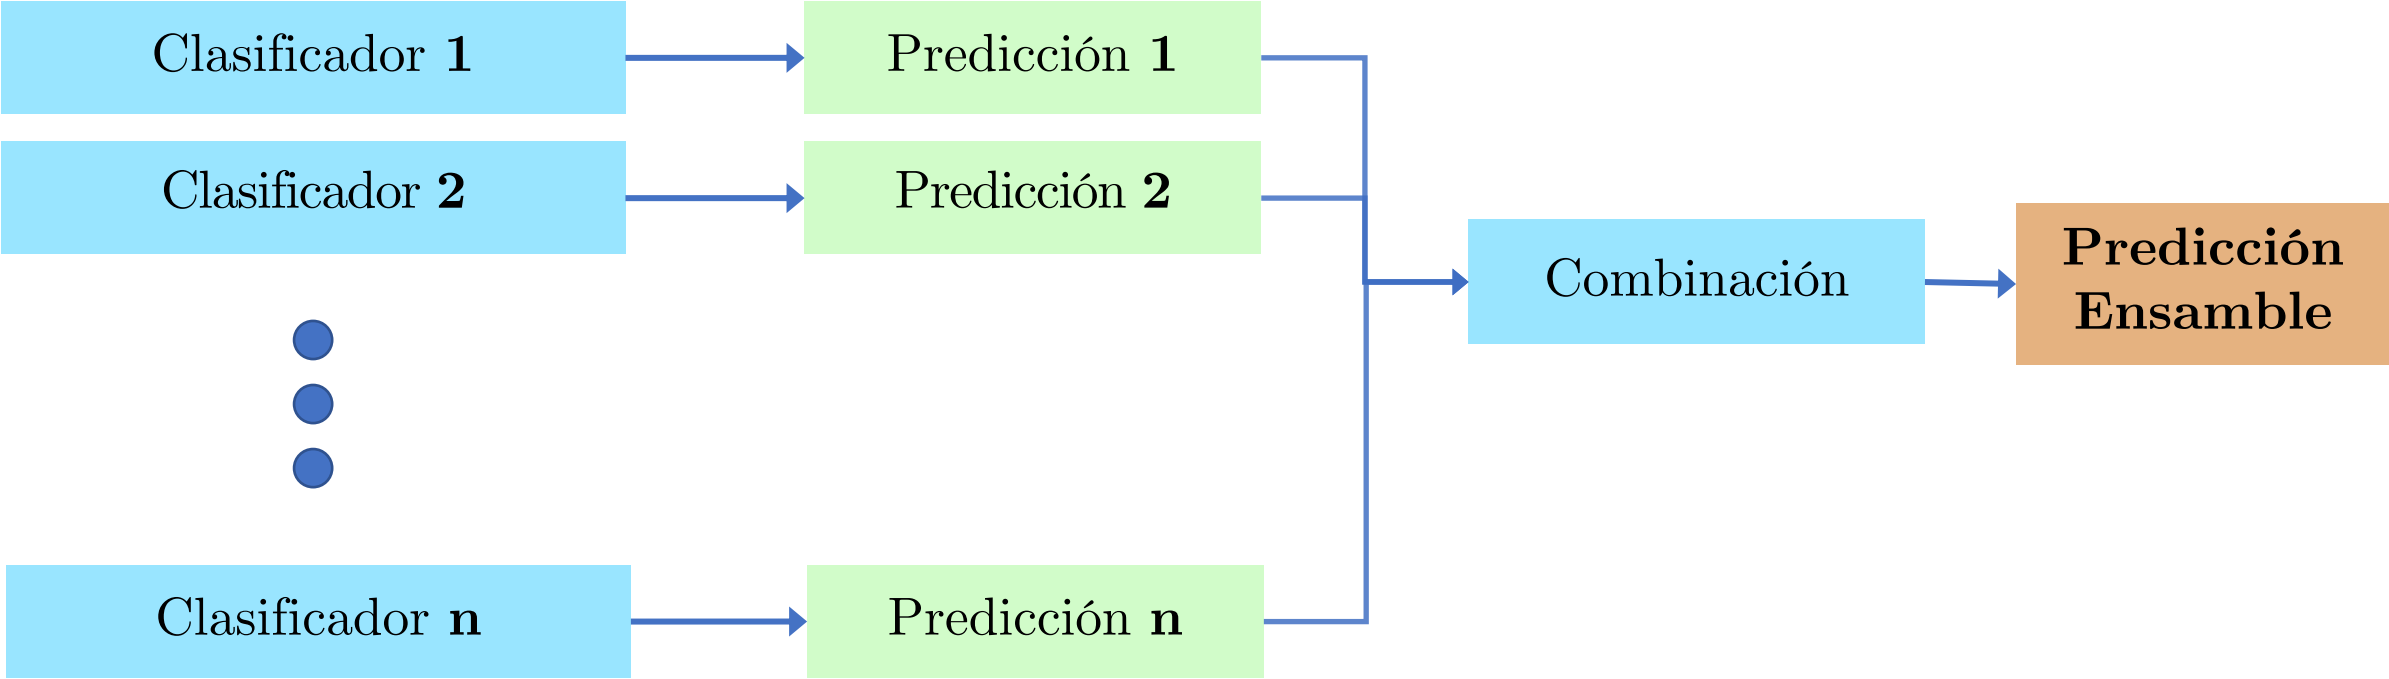 Clasificador 1
Predicción 1
Clasificador 2
Predicción 2
Combinación
Predicción
Ensamble
Clasificador n
Predicción n